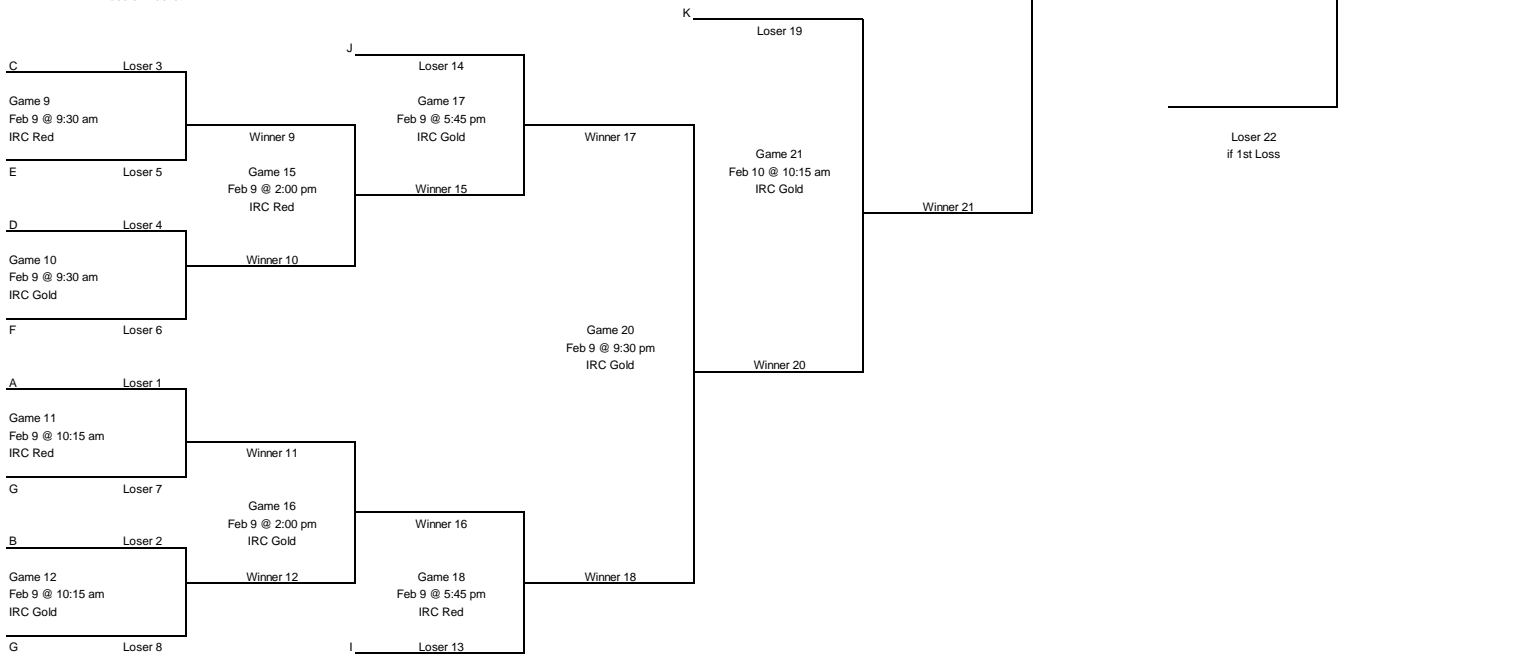 K
Loser 19
J
C Loser 3
Loser 14
Game 9
Feb 9 @ 9:30 am
IRC Red
Game 17
Feb 9 @ 5:45 pm
IRC Gold
Winner 9
Winner 17
Loser 22
if 1st Loss
E Loser 5
Game 15
Feb 9 @ 2:00 pm
IRC Red
Game 21
Feb 10 @ 10:15 am
IRC Gold
Winner 15
Winner 21
D Loser 4
Game 10
Feb 9 @ 9:30 am
IRC Gold
Winner 10
F Loser 6
Game 20
Feb 9 @ 9:30 pm
IRC Gold
Winner 20
A Loser 1
Game 11
Feb 9 @ 10:15 am
IRC Red
Winner 11
G Loser 7
Game 16
Feb 9 @ 2:00 pm
IRC Gold
Winner 16
B Loser 2
Game 12
Feb 9 @ 10:15 am
IRC Gold
Winner 12
Game 18
Feb 9 @ 5:45 pm
IRC Red
Winner 18
G Loser 8
I Loser 13